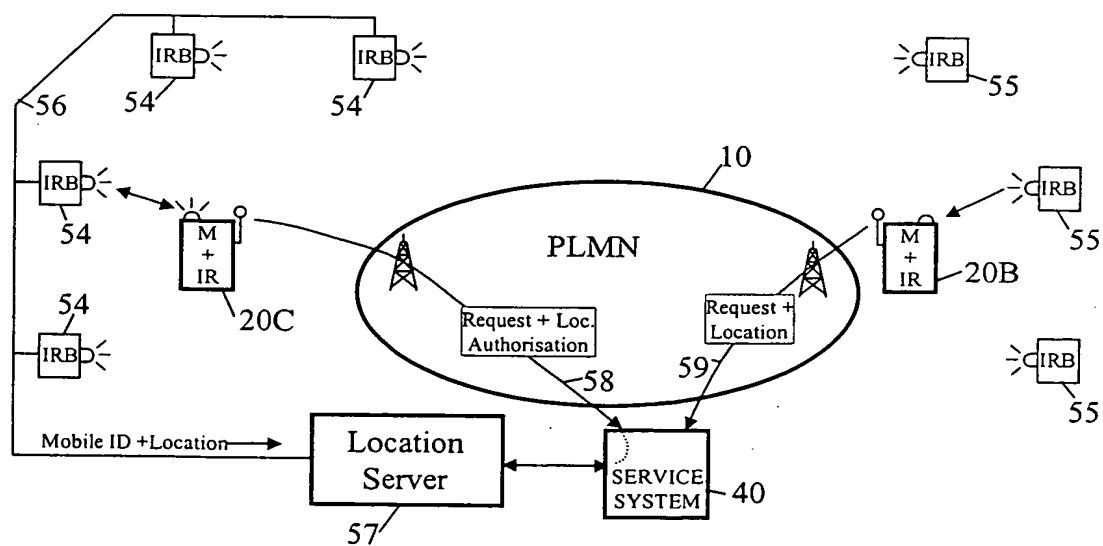 IRB
54
IRB
54
IRB
55
56
IRB
54
10
IRB
55
M
+
IR
20C
PLMN
M
+
IR
20B
Request + Loc.
Authorisation
Request +
Location
54
IRB
58
59
IRB
55
Mobile ID +Location
Location
Server
57
SERVICE
SYSTEM
40